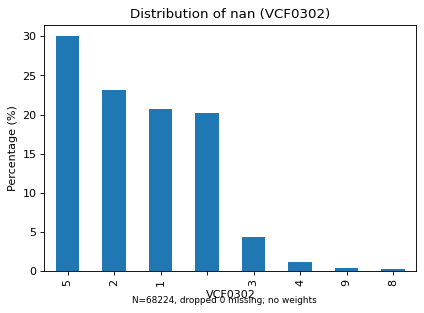 Distribution of nan (VCF0302)
Percentage (%)
30
25
20
15
10
5
0
5 2 1 3 4 9 8
VCF0302
N=68224, dropped 0 missing; no weights